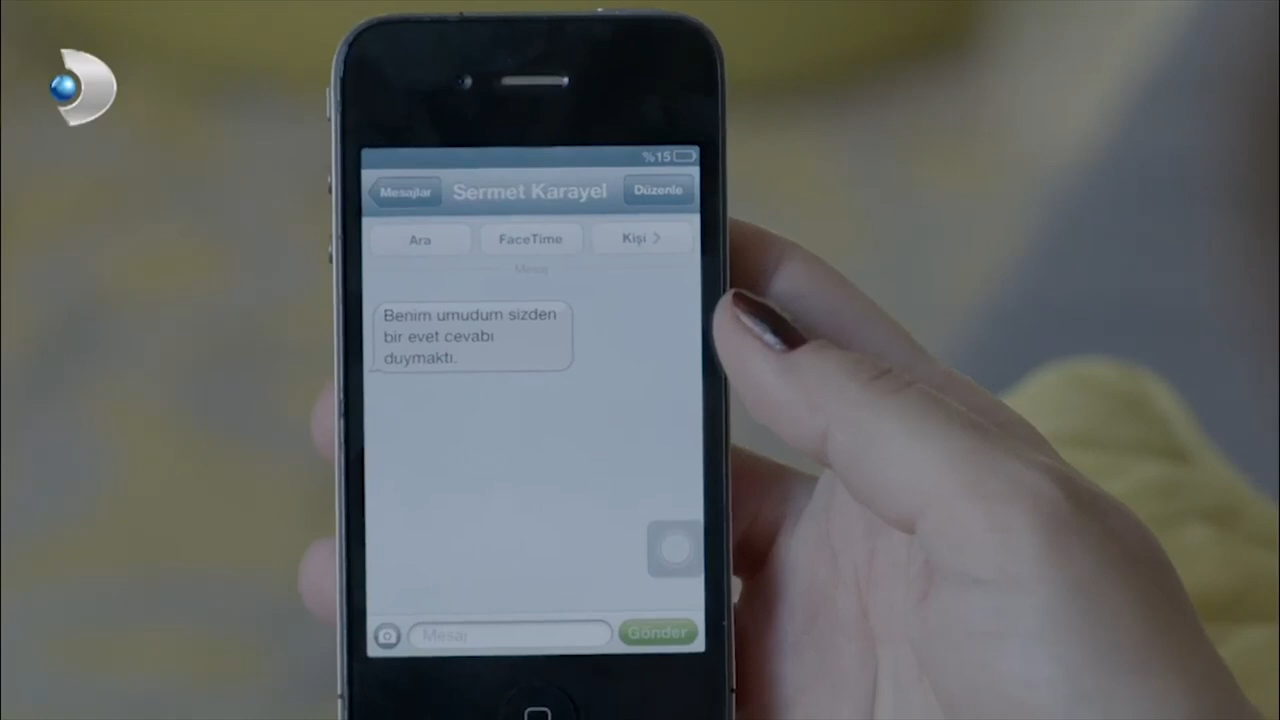 %15
Mesajlar
Sermet Karayel
Düzenle
Ara
FaceTime
Kişi
Mesaj
Benim umudum sizden
bir evet cevabı
duymaktı.
Mesaj
Gönder